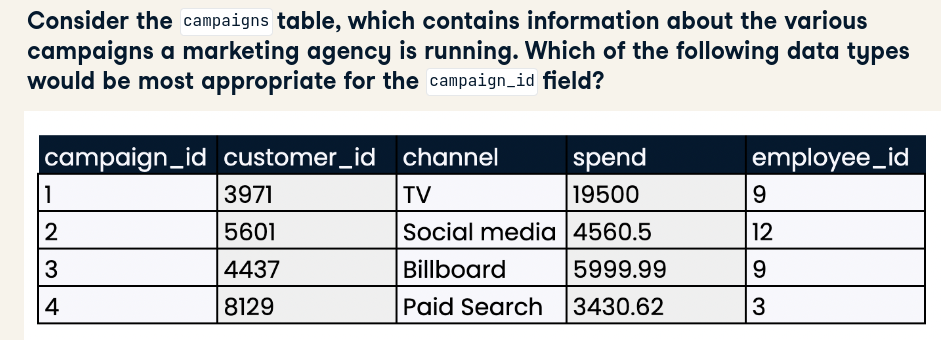 Consider the campaigns table, which contains information about the various
campaigns a marketing agency is running. Which of the following data types
would be most appropriate for the campaign_id field?
campaign_id customer_id channel spend employee_id
1 3971 TV 19500 9
2 5601 Social media 4560.5 12
3 4437 Billboard 5999.99 9
4 8129 Paid Search 3430.62 3